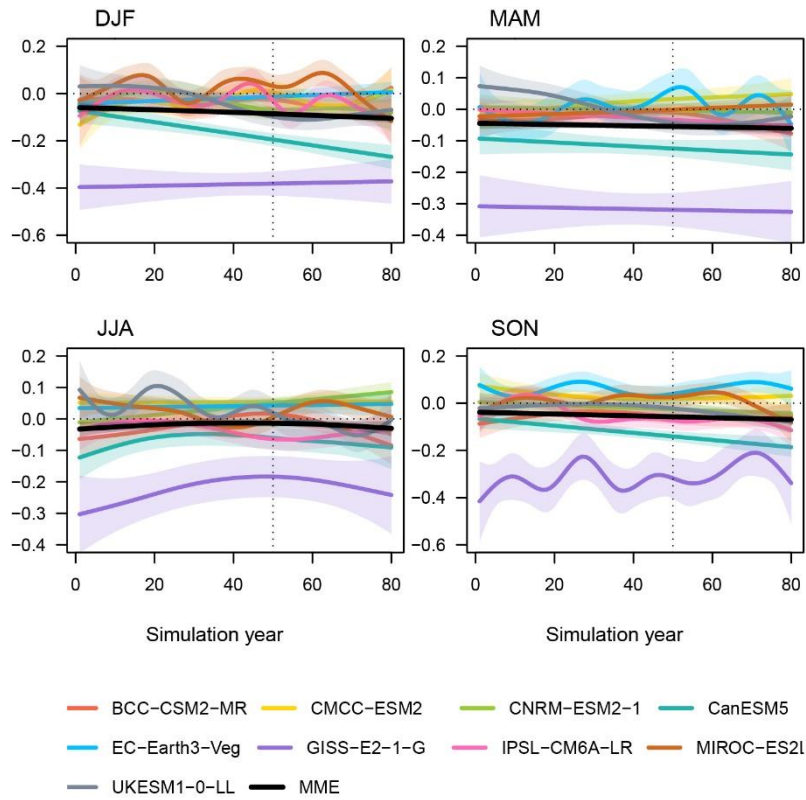 DJF MAM
0.2 0.2
0.0 0.1
−0.2 0.0
−0.1
−0.4 −0.2
−0.3
−0.6 −0.4
0 20 40 60 80 0 20 40 60 80
JJA SON
0.2 0.2
0.1
0.0 0.0
−0.1 −0.2
−0.2
−0.3 −0.4
−0.4 −0.6
0 20 40 60 80 0 20 40 60 80
Simulation year Simulation year
BCC−CSM2−MR CMCC−ESM2 CNRM−ESM2−1 CanESM5
EC−Earth3−Veg GISS−E2−1−G IPSL−CM6A−LR MIROC−ES2L
UKESM1−0−LL MME